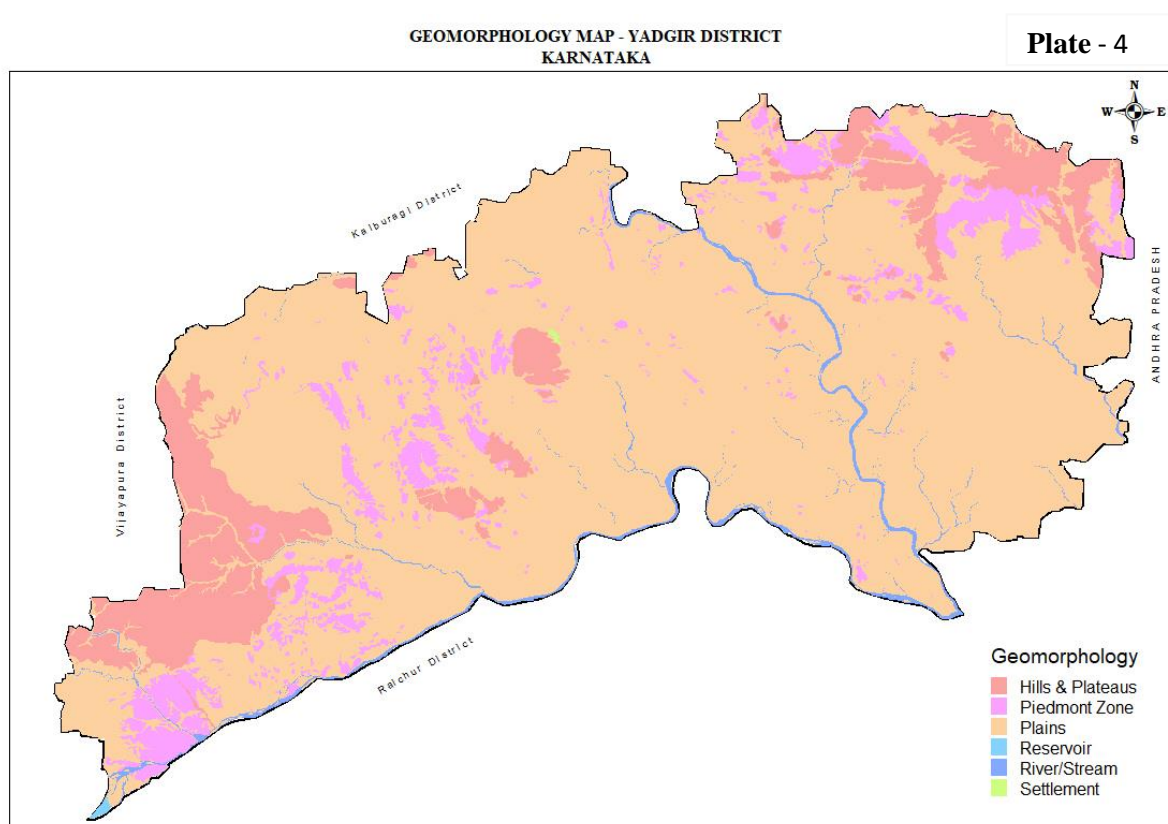 GEOMORPHOLOGY MAP - YADGIR DISTRICT
KARNATAKA
Plate - 4
N
W E
S
Kalburagi District
Vijayapura District
Raichur District
ANDHRA PRADESH
Geomorphology
Hills & Plateaus
Piedmont Zone
Plains
Reservoir
River/Stream
Settlement